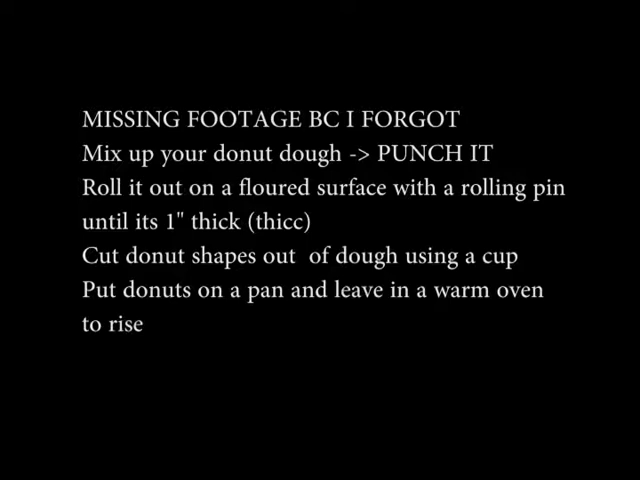 MISSING FOOTAGE BC I FORGOT
Mix up your donut dough -> PUNCH IT
Roll it out on a floured surface with a rolling pin
until its 1" thick (thicc)
Cut donut shapes out  of dough using a cup
Put donuts on a pan and leave in a warm oven
to rise